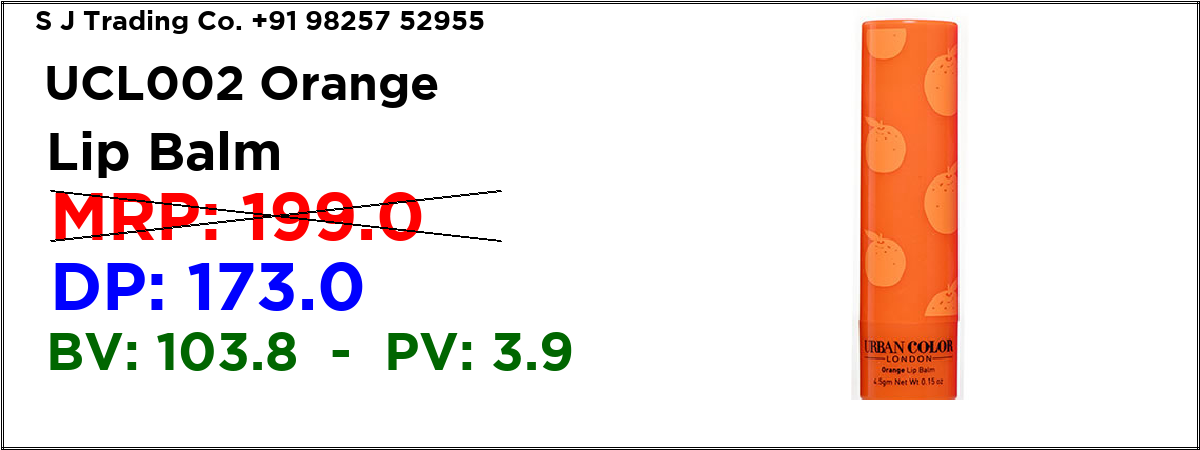 S J Trading Co. +91 98257 52955
UCL002 Orange
Lip Balm
MRP: 199.0
DP: 173.0
BV: 103.8 - PV: 3.9
URBAN COLOR
LONDON
Orange Lip Balm
4.5gm Net Wt. 0.15 oz